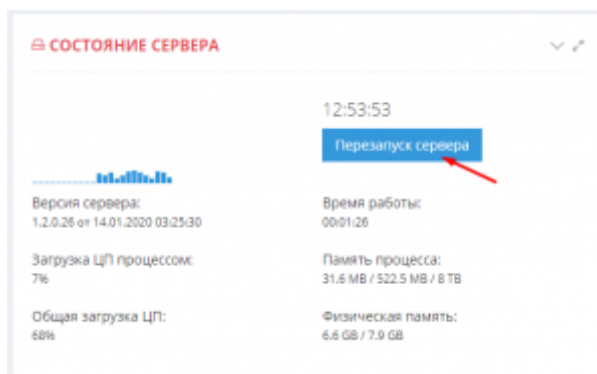 СОСТОЯНИЕ СЕРВЕРА
12:53:53
Перезапуск сервера
Версия сервера:
1.2.0.26 от 14.01.2020 03:25:30
Время работы:
00:01:26
Загрузка ЦП процессом:
7%
Память процесса:
31.6 MB / 522.5 MB / 8 TB
Общая загрузка ЦП:
68%
Физическая память:
6.6 GB / 7.9 GB